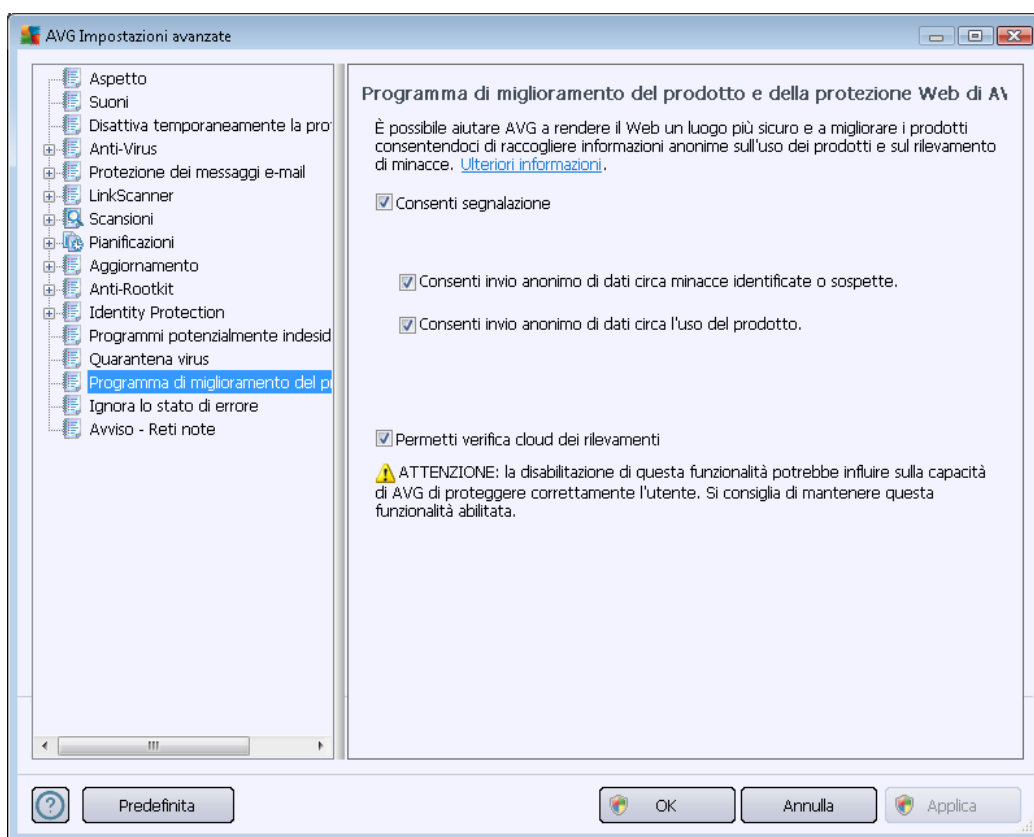 AVG Impostazioni avanzate
Aspetto
Suoni
Disattiva temporaneamente la pro
Anti-Virus
Protezione dei messaggi e-mail
LinkScanner
Scansioni
Pianificazioni
Aggiornamento
Anti-Rootkit
Identity Protection
Programmi potenzialmente indesid
Quarantena virus
Programma di miglioramento del pr
Ignora lo stato di errore
Avviso - Reti note
Programma di miglioramento del prodotto e della protezione Web di AV
È possibile aiutare AVG a rendere il Web un luogo più sicuro e a migliorare i prodotti
consentendoci di raccogliere informazioni anonime sull'uso dei prodotti e sul rilevamento
di minacce. Ulteriori informazioni.
Consenti segnalazione
Consenti invio anonimo di dati circa minacce identificate o sospette.
Consenti invio anonimo di dati circa l'uso del prodotto.
Permetti verifica cloud dei rilevamenti
ATTENZIONE: la disabilitazione di questa funzionalità potrebbe influire sulla capacità
di AVG di proteggere correttamente l'utente. Si consiglia di mantenere questa
funzionalità abilitata.
Predefinita
OK
Annulla
Applica